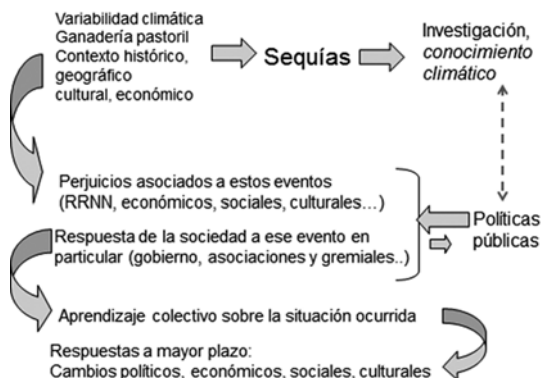 Variabilidad climática
Ganadería pastoril
Contexto histórico,
geográfico
cultural, económico
Sequías
Investigación,
conocimiento
climático
Perjuicios asociados a estos eventos
(RRNN, económicos, sociales, culturales…)
Respuesta de la sociedad a ese evento en
particular (gobierno, asociaciones y gremiales..)
Políticas
públicas
Aprendizaje colectivo sobre la situación ocurrida
Respuestas a mayor plazo:
Cambios políticos, económicos, sociales, culturales